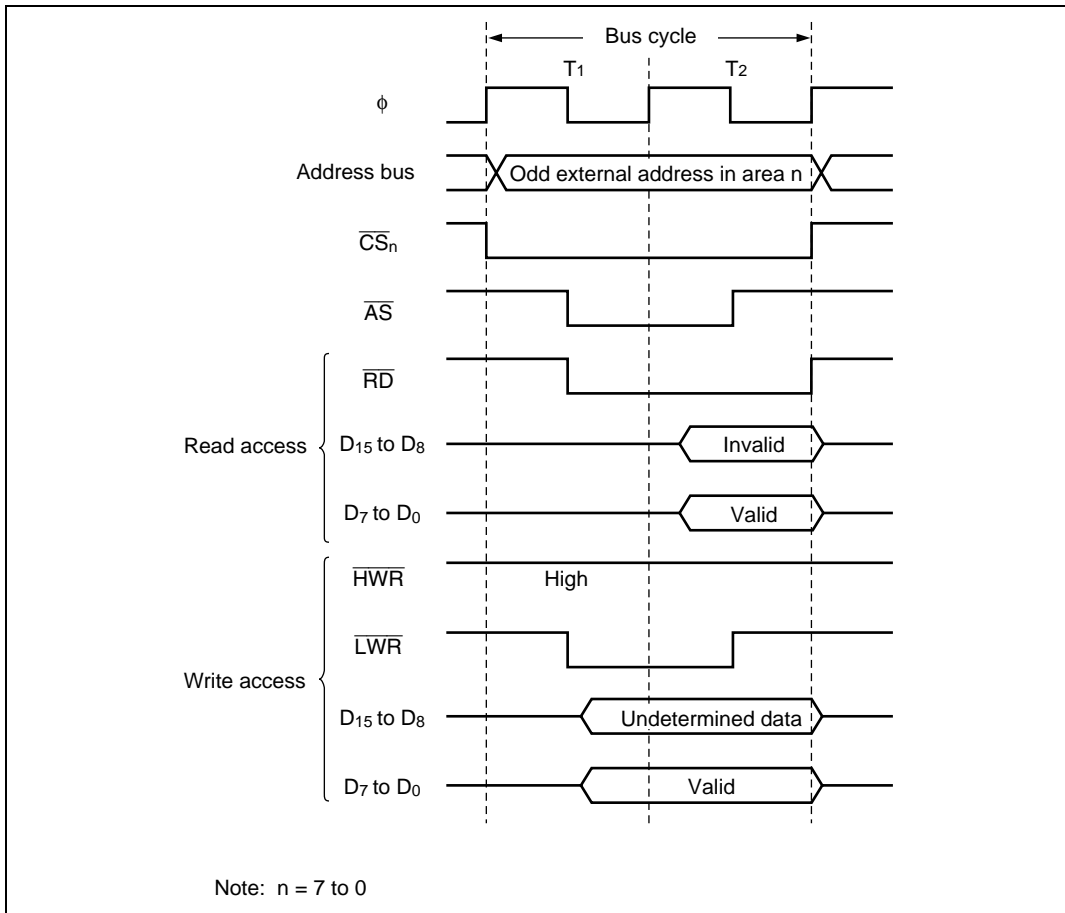 Bus cycle
T1 T2
ϕ
Address bus Odd external address in area n
CSn
AS
RD
Read access D15 to D8 Invalid
D7 to D0 Valid
HWR High
LWR
Write access
D15 to D8 Undetermined data
D7 to D0 Valid
Note: n = 7 to 0